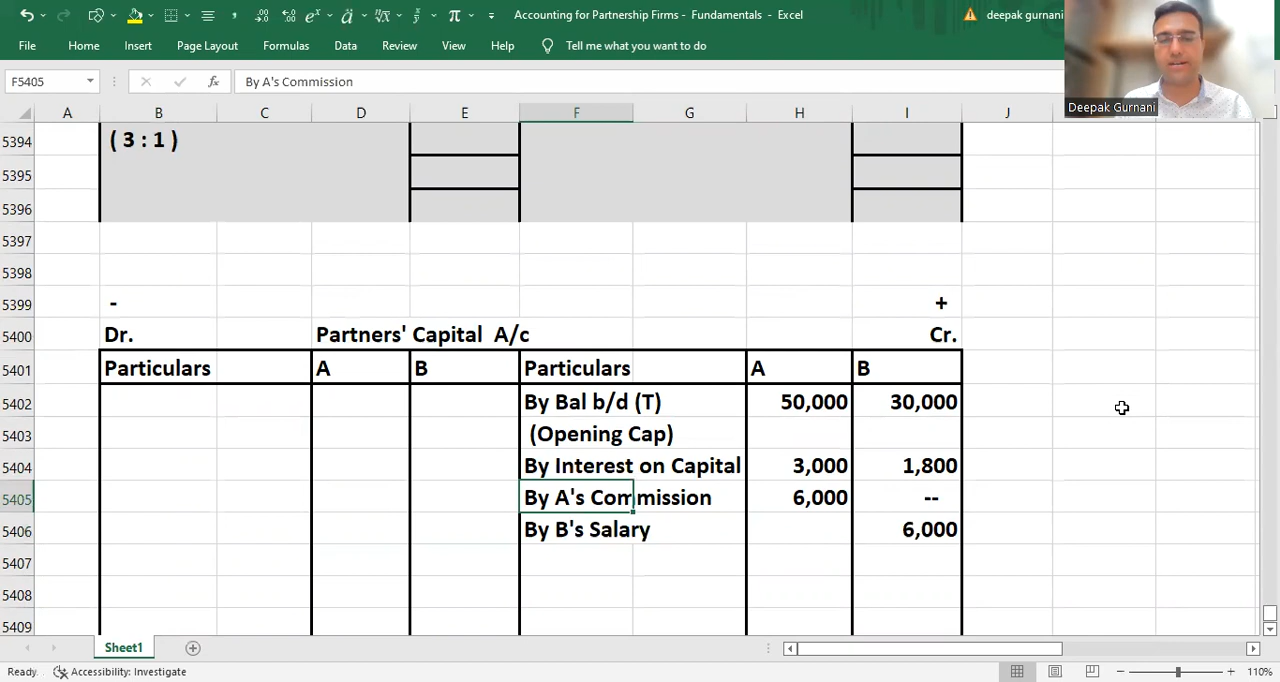 Accounting for Partnership Firms - Fundamentals - Excel
deepak gurnani
File Home Insert Page Layout Formulas Data Review View Help Tell me what you want to do
F5405 fx By A's Commission
Deepak Gurnani
A B C D E F G H I J
5394 ( 3 : 1 )
5395
5396
5397
5398
5399 - +
5400 Dr. Partners' Capital A/c Cr.
5401 Particulars A B Particulars A B
5402 By Bal b/d (T) 50,000 30,000
5403 (Opening Cap)
5404 By Interest on Capital 3,000 1,800
5405 By A's Commission 6,000 --
5406 By B's Salary 6,000
5407
5408
5409
Sheet1
Ready Accessibility: Investigate 110%